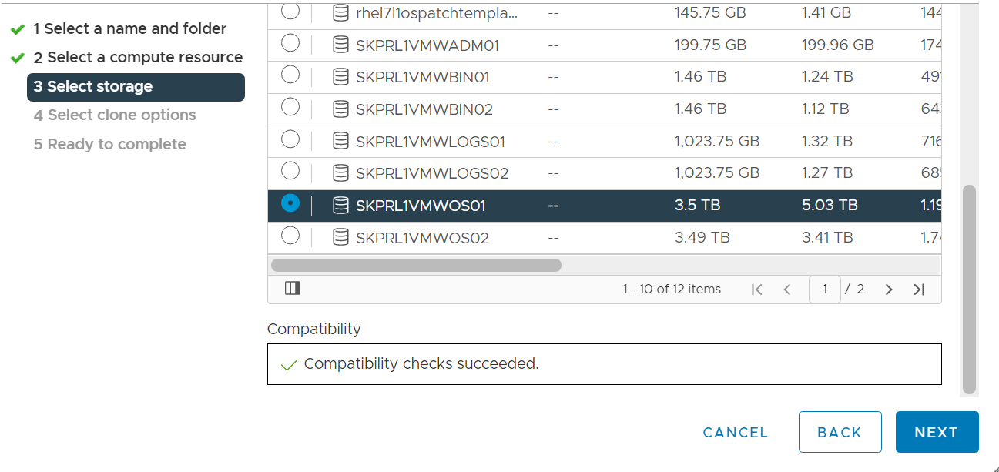 rhel7l1ospatchtempla... -- 145.75 GB 1.41 GB 144
1 Select a name and folder
SKPRL1VMWADM01 -- 199.75 GB 199.96 GB 174
2 Select a compute resource
SKPRL1VMWBIN01 -- 1.46 TB 1.24 TB 491
3 Select storage
SKPRL1VMWBIN02 -- 1.46 TB 1.12 TB 643
4 Select clone options
SKPRL1VMWLOGS01 -- 1,023.75 GB 1.32 TB 716
5 Ready to complete
SKPRL1VMWLOGS02 -- 1,023.75 GB 1.27 TB 685
SKPRL1VMWOS01 -- 3.5 TB 5.03 TB 1.19
SKPRL1VMWOS02 -- 3.49 TB 3.41 TB 1.74
1 - 10 of 12 items 1 / 2
Compatibility
Compatibility checks succeeded.
CANCEL BACK NEXT